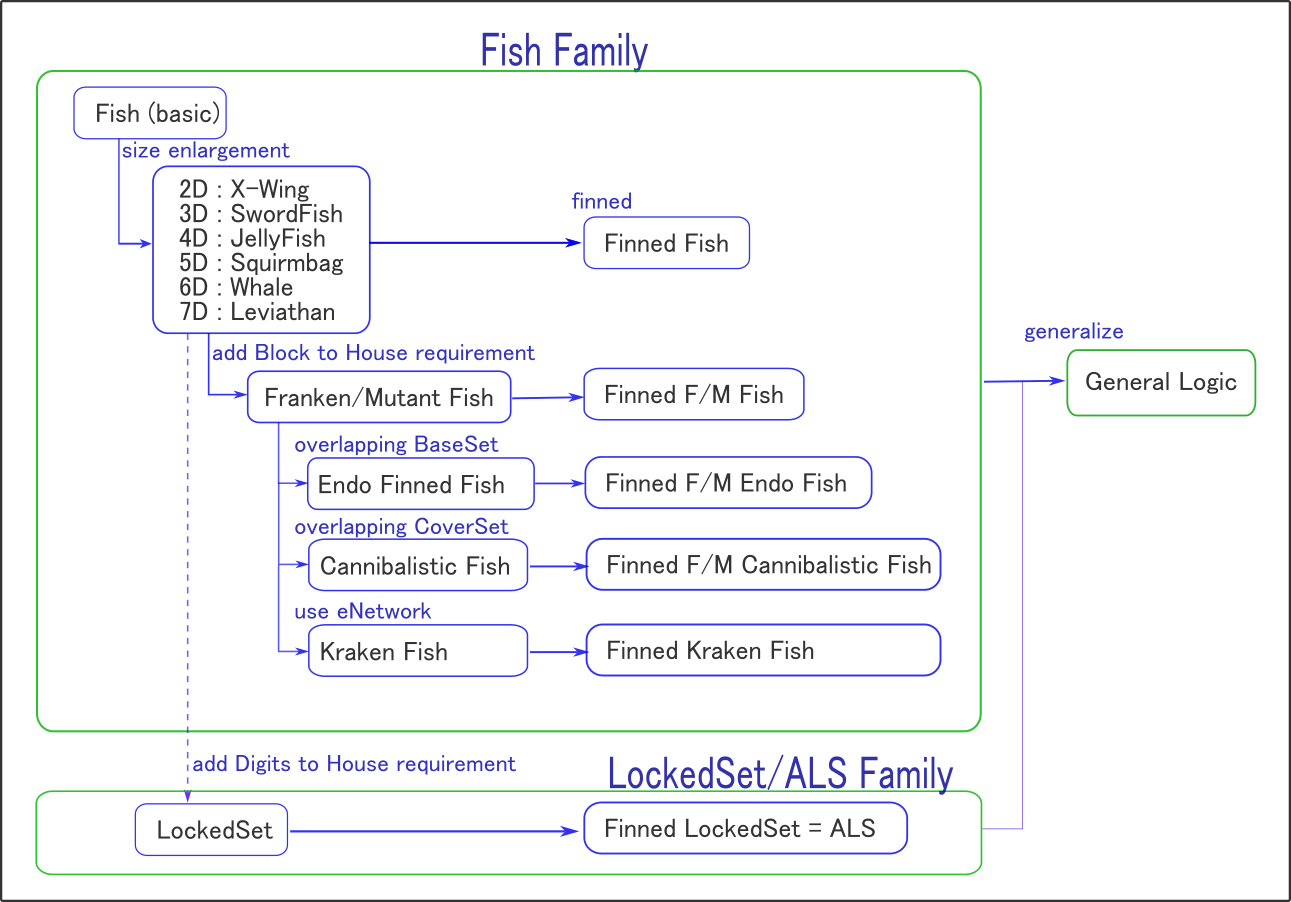 Fish Family
Fish (basic)
size enlargement
2D : X-Wing
3D : SwordFish
4D : JellyFish
5D : Squirmbag
6D : Whale
7D : Leviathan
finned
Finned Fish
generalize
General Logic
add Block to House requirement
Franken/Mutant Fish
Finned F/M Fish
overlapping BaseSet
Endo Finned Fish
Finned F/M Endo Fish
overlapping CoverSet
Cannibalistic Fish
Finned F/M Cannibalistic Fish
use eNetwork
Kraken Fish
Finned Kraken Fish
add Digits to House requirement
LockedSet/ALS Family
LockedSet
Finned LockedSet = ALS